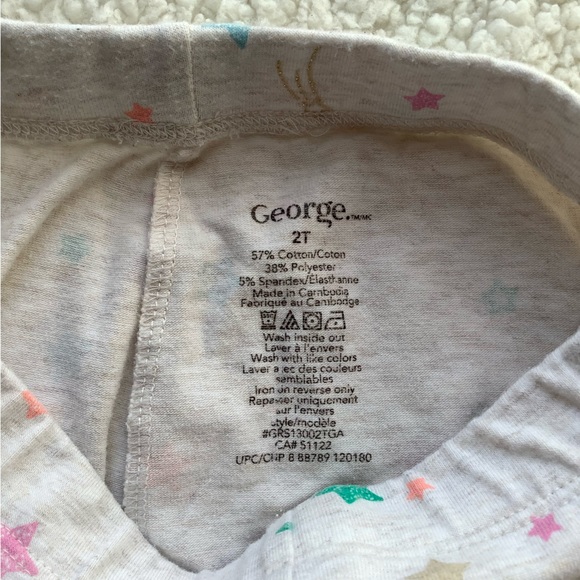 George.™/MC
2T
57% Cotton/Coton
38% Polyester
5% Spandex/Élasthanne
Made in Cambodia
Fabriqué au Cambodge
Wash inside out
Laver à l'envers
Wash with like colors
Laver avec des couleurs
semblables
Iron on reverse only
Repasser uniquement
sur l'envers
style/modèle
#GRS13002TGA
CA# 51122
UPC/CHP 8 88789 120180